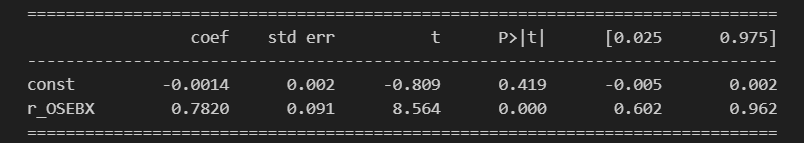 ==============================================================================
coef std err t P>|t| [0.025 0.975]
------------------------------------------------------------------------------
const -0.0014 0.002 -0.809 0.419 -0.005 0.002
r_OSEBX 0.7820 0.091 8.564 0.000 0.602 0.962
==============================================================================